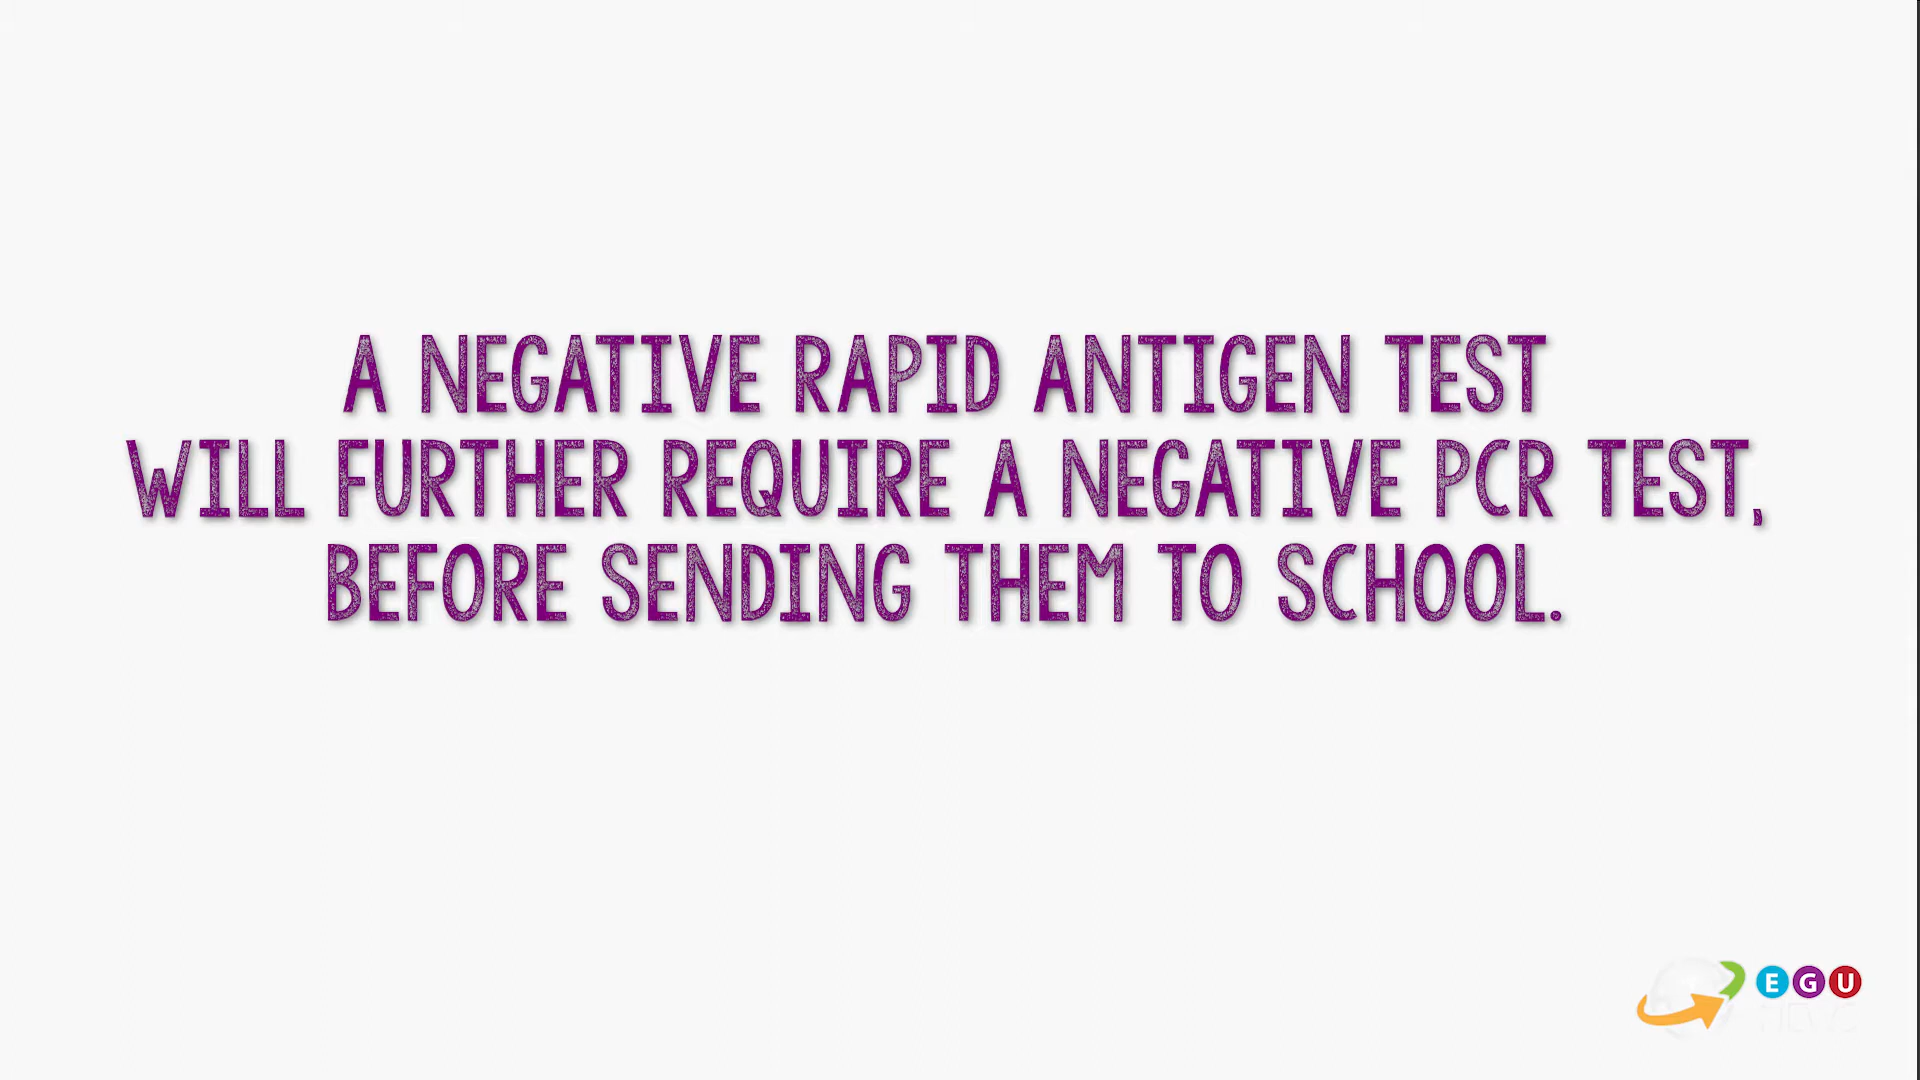 A NEGATIVE RAPID ANTIGEN TEST
WILL FURTHER REQUIRE A NEGATIVE PCR TEST,
BEFORE SENDING THEM TO SCHOOL.
EGU